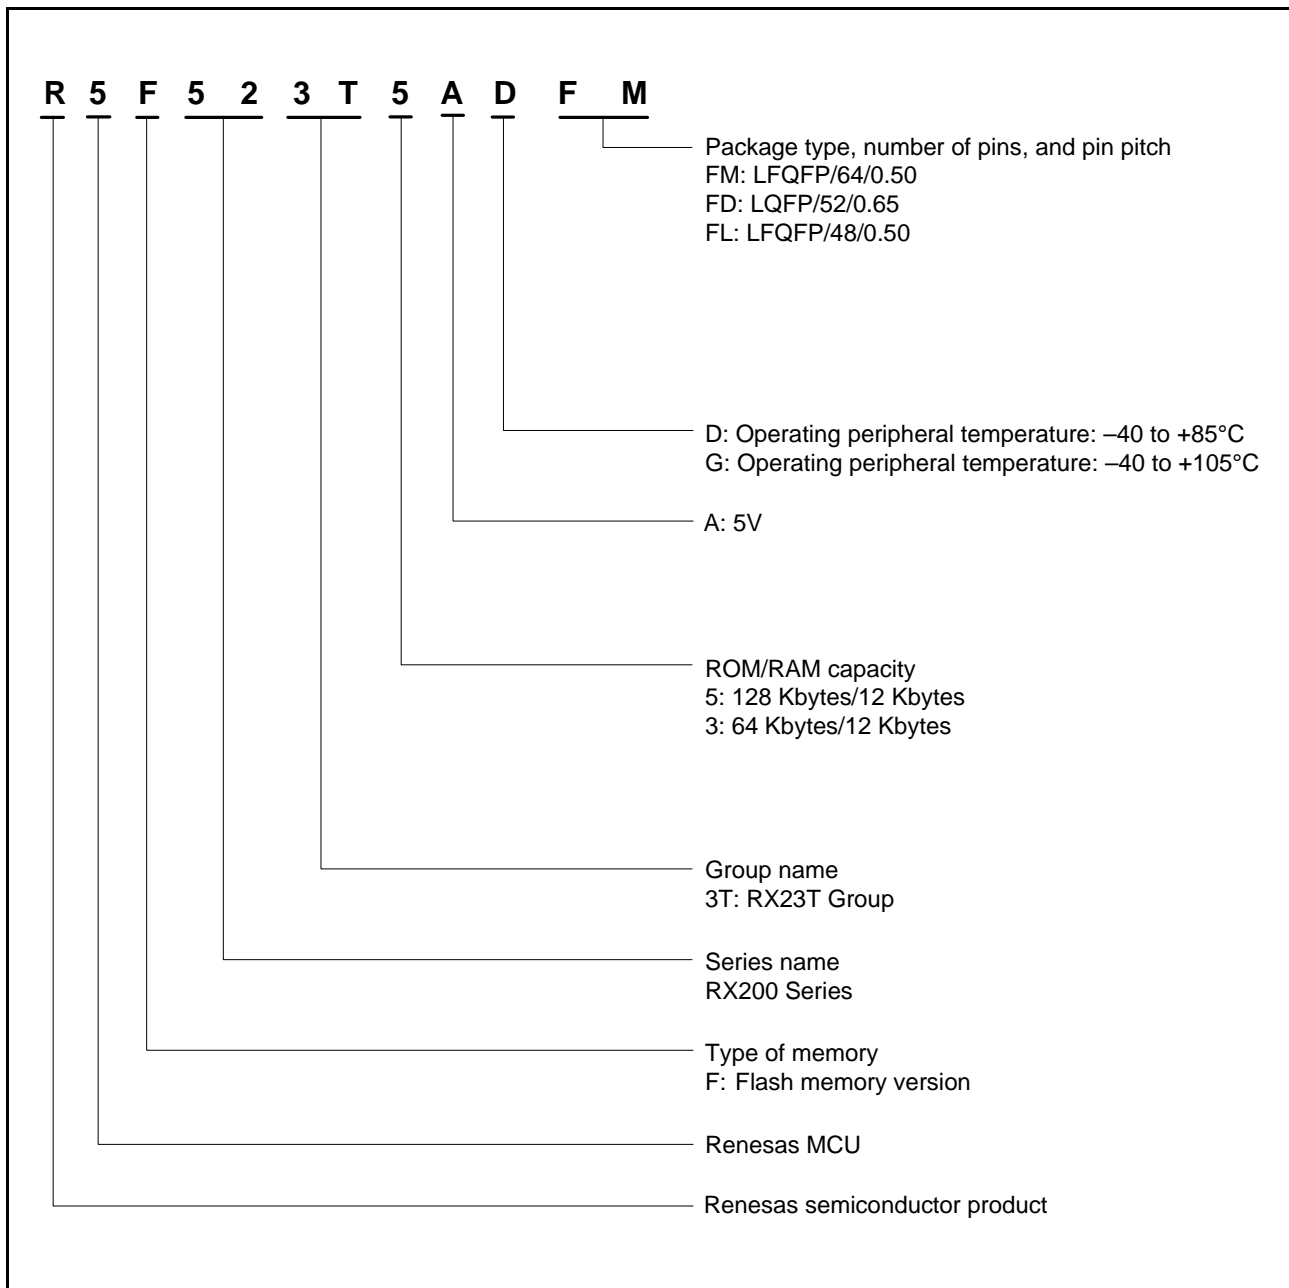 R 5 F 5 2 3 T 5 A D F M
Package type, number of pins, and pin pitch
FM: LFQFP/64/0.50
FD: LQFP/52/0.65
FL: LFQFP/48/0.50
D: Operating peripheral temperature: –40 to +85°C
G: Operating peripheral temperature: –40 to +105°C
A: 5V
ROM/RAM capacity
5: 128 Kbytes/12 Kbytes
3: 64 Kbytes/12 Kbytes
Group name
3T: RX23T Group
Series name
RX200 Series
Type of memory
F: Flash memory version
Renesas MCU
Renesas semiconductor product